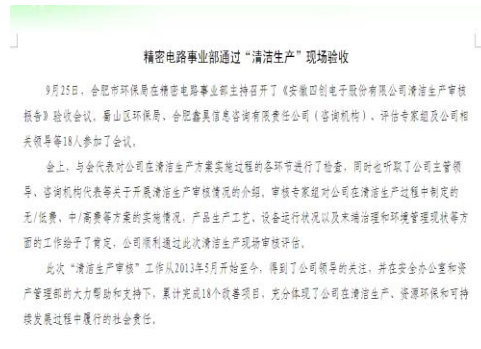 精密电路事业部通过“清洁生产”现场验收
9月25日，合肥市环保局在精密电路事业部主持召开了《安徽四创电子股份有限公司清洁生产审核
报告》验收会议。蜀山区环保局、合肥鑫昊信息咨询有限责任公司（咨询机构）、评估专家组及公司相
关领导等18人参加了会议。
会上，与会代表对公司在清洁生产方案实施过程的各环节进行了检查，同时也听取了公司主管领
导、咨询机构代表等关于开展清洁生产审核情况的介绍。审核专家组对公司在清洁生产过程中制定的
无/低费、中/高费等方案的实施情况，产品生产工艺、设备运行状况以及末端治理和环境管理现状等方
面的工作给予了肯定，公司顺利通过此次清洁生产现场审核评估。
此次“清洁生产审核”工作从2013年5月开始至今，得到了公司领导的关注，并在安全办公室和资
产管理部的大力帮助和支持下，累计完成18个改善项目，充分体现了公司在清洁生产、资源环保和可持
续发展过程中履行的社会责任。